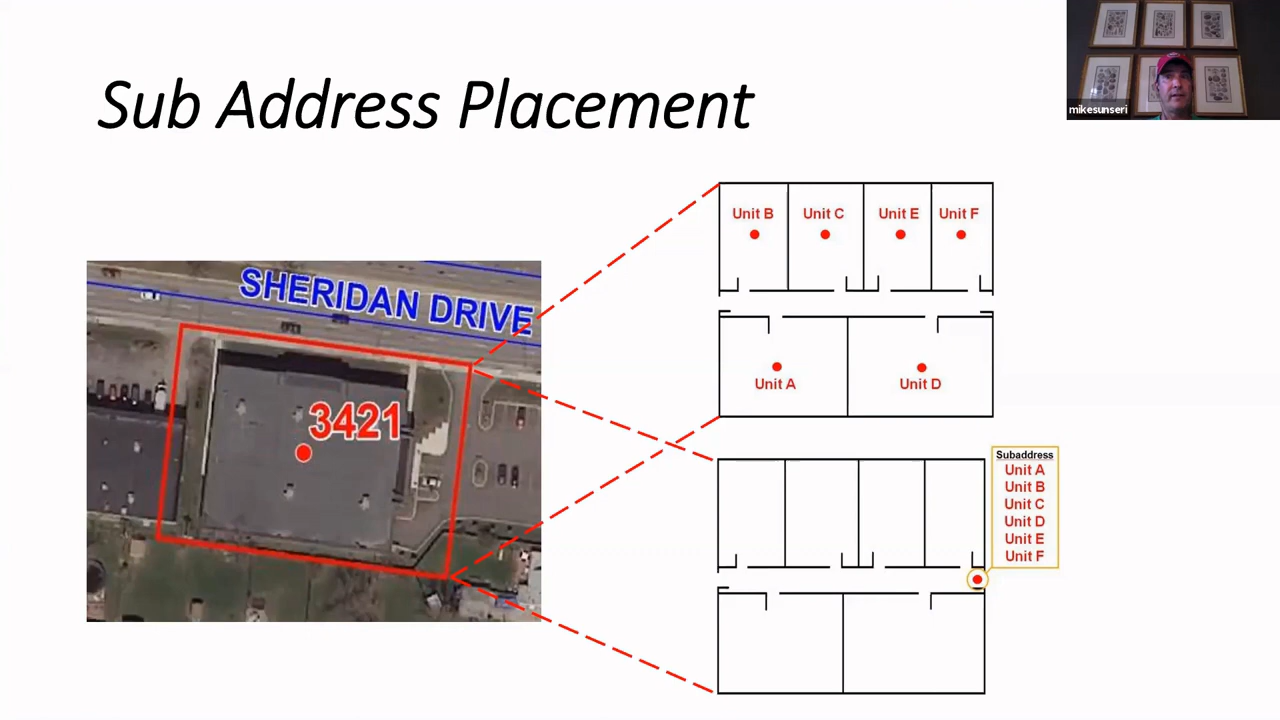 Sub Address Placement
mikesunseri
SHERIDAN DRIVE
3421
Unit B
Unit C
Unit E
Unit F
Unit A
Unit D
Subaddress
Unit A
Unit B
Unit C
Unit D
Unit E
Unit F